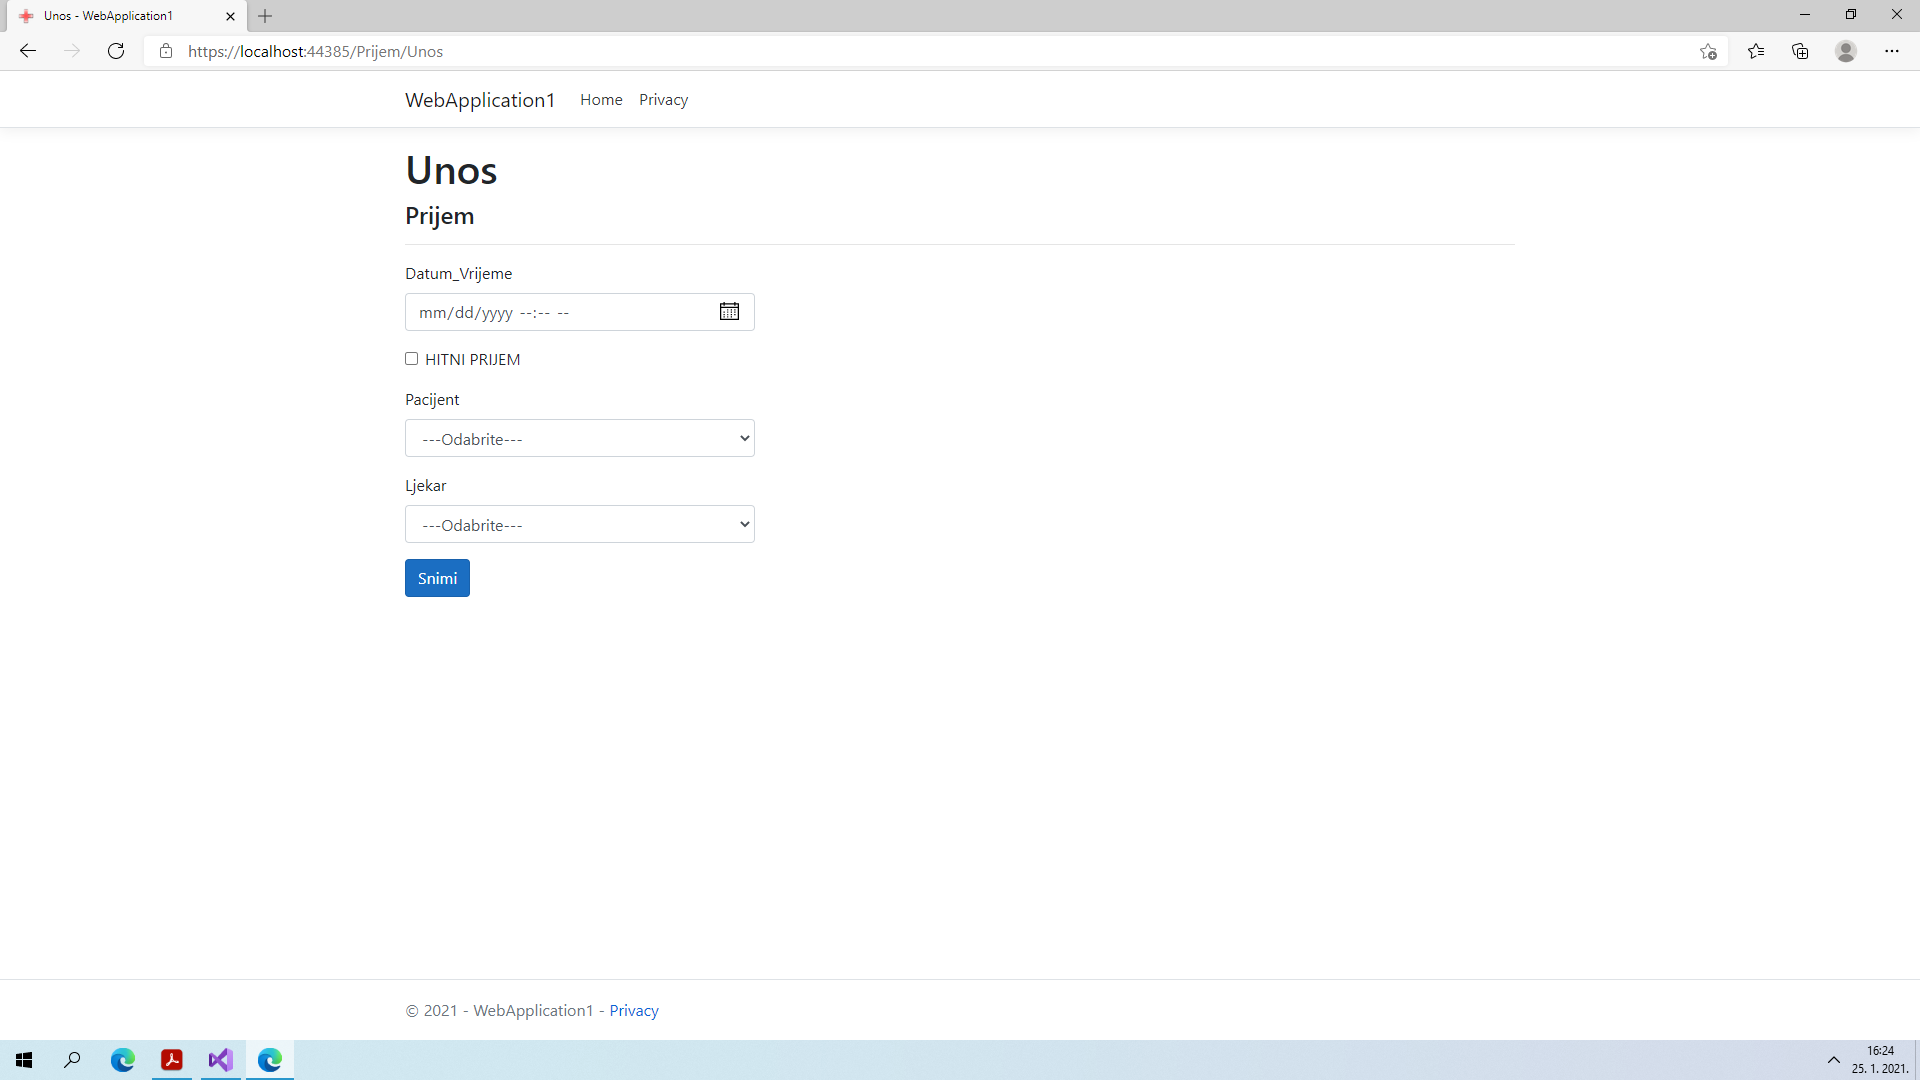 Unos - WebApplication1
https://localhost:44385/Prijem/Unos
WebApplication1 Home Privacy
Unos
Prijem
Datum_Vrijeme
mm/dd/yyyy --:-- --
HITNI PRIJEM
Pacijent
---Odabrite---
Ljekar
---Odabrite---
Snimi
© 2021 - WebApplication1 - Privacy
16:24
25. 1. 2021.